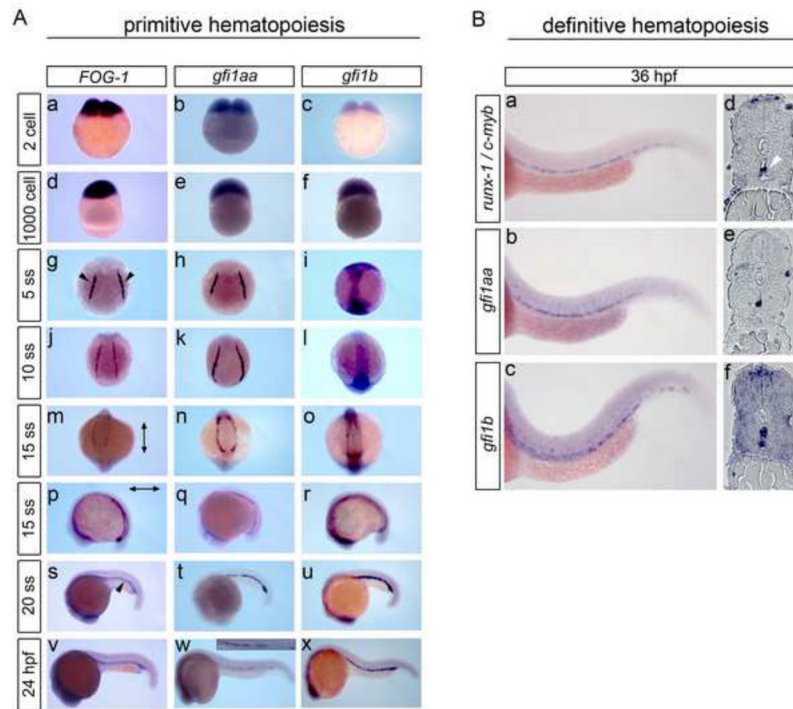 A
primitive hematopoiesis
FOG-1 gfi1aa gfi1b
2 cell
a b c
1000 cell
d e f
5 ss
g h i
10 ss
j k l
15 ss
m n o
15 ss
p q r
20 ss
s t u
24 hpf
v w x
B
definitive hematopoiesis
36 hpf
runx-1 / c-myb
a d
gfi1aa
b e
gfi1b
c f